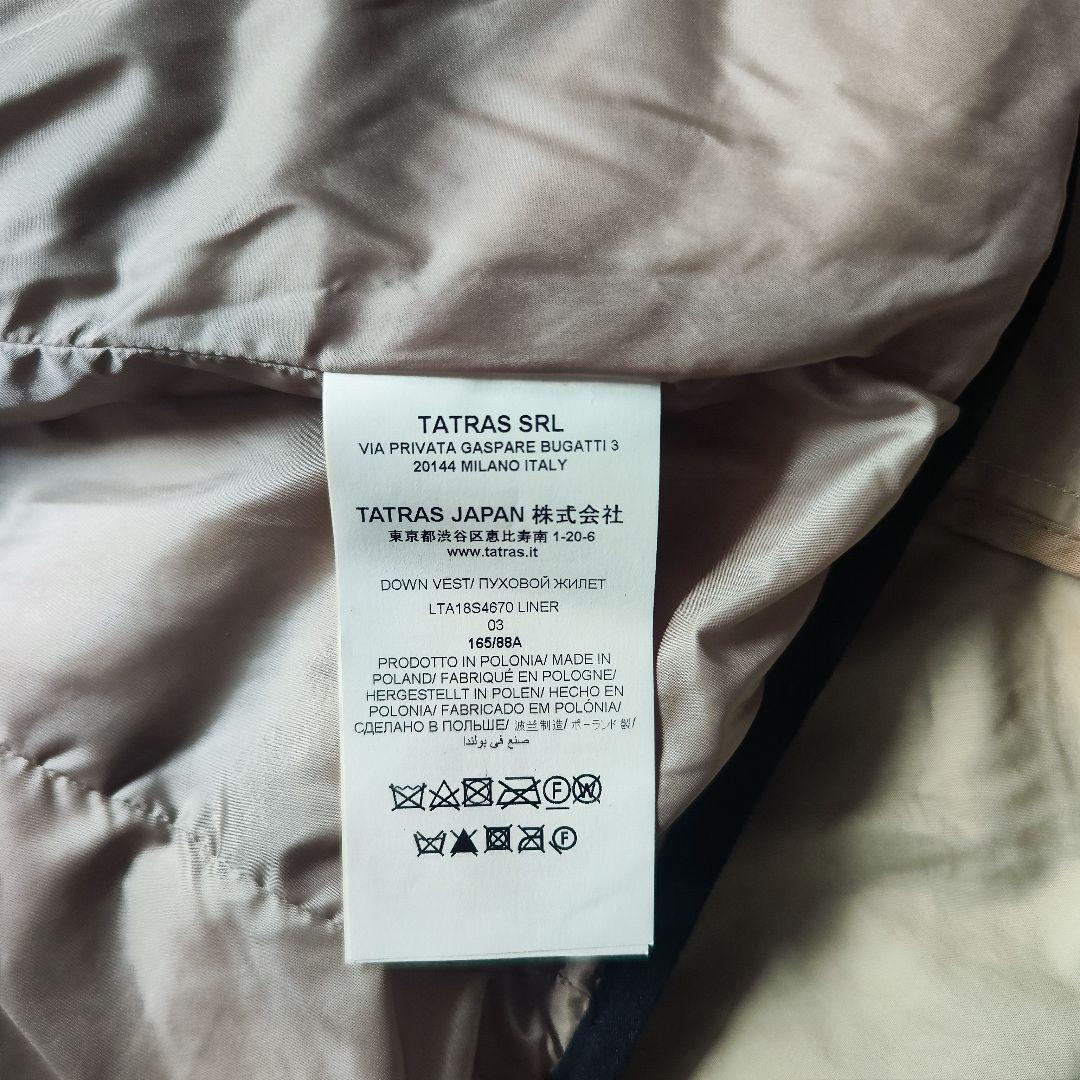 TATRAS SRL
VIA PRIVATA GASPARE BUGATTI 3
20144 MILANO ITALY
TATRAS JAPAN 株式会社
東京都渋谷区恵比寿南 1-20-6
www.tatras.it
DOWN VEST/ ПУХОВОЙ ЖИЛЕТ
LTA18S4670 LINER
03
165/88A
PRODOTTO IN POLONIA/ MADE IN
POLAND/ FABRIQUÉ EN POLOGNE/
HERGESTELLT IN POLEN/ HECHO EN
POLONIA/ FABRICADO EM POLÓNIA/
СДЕЛАНО В ПОЛЬШЕ/ 波兰制造/ ポーランド製/
صنع في بولندا
F W
F